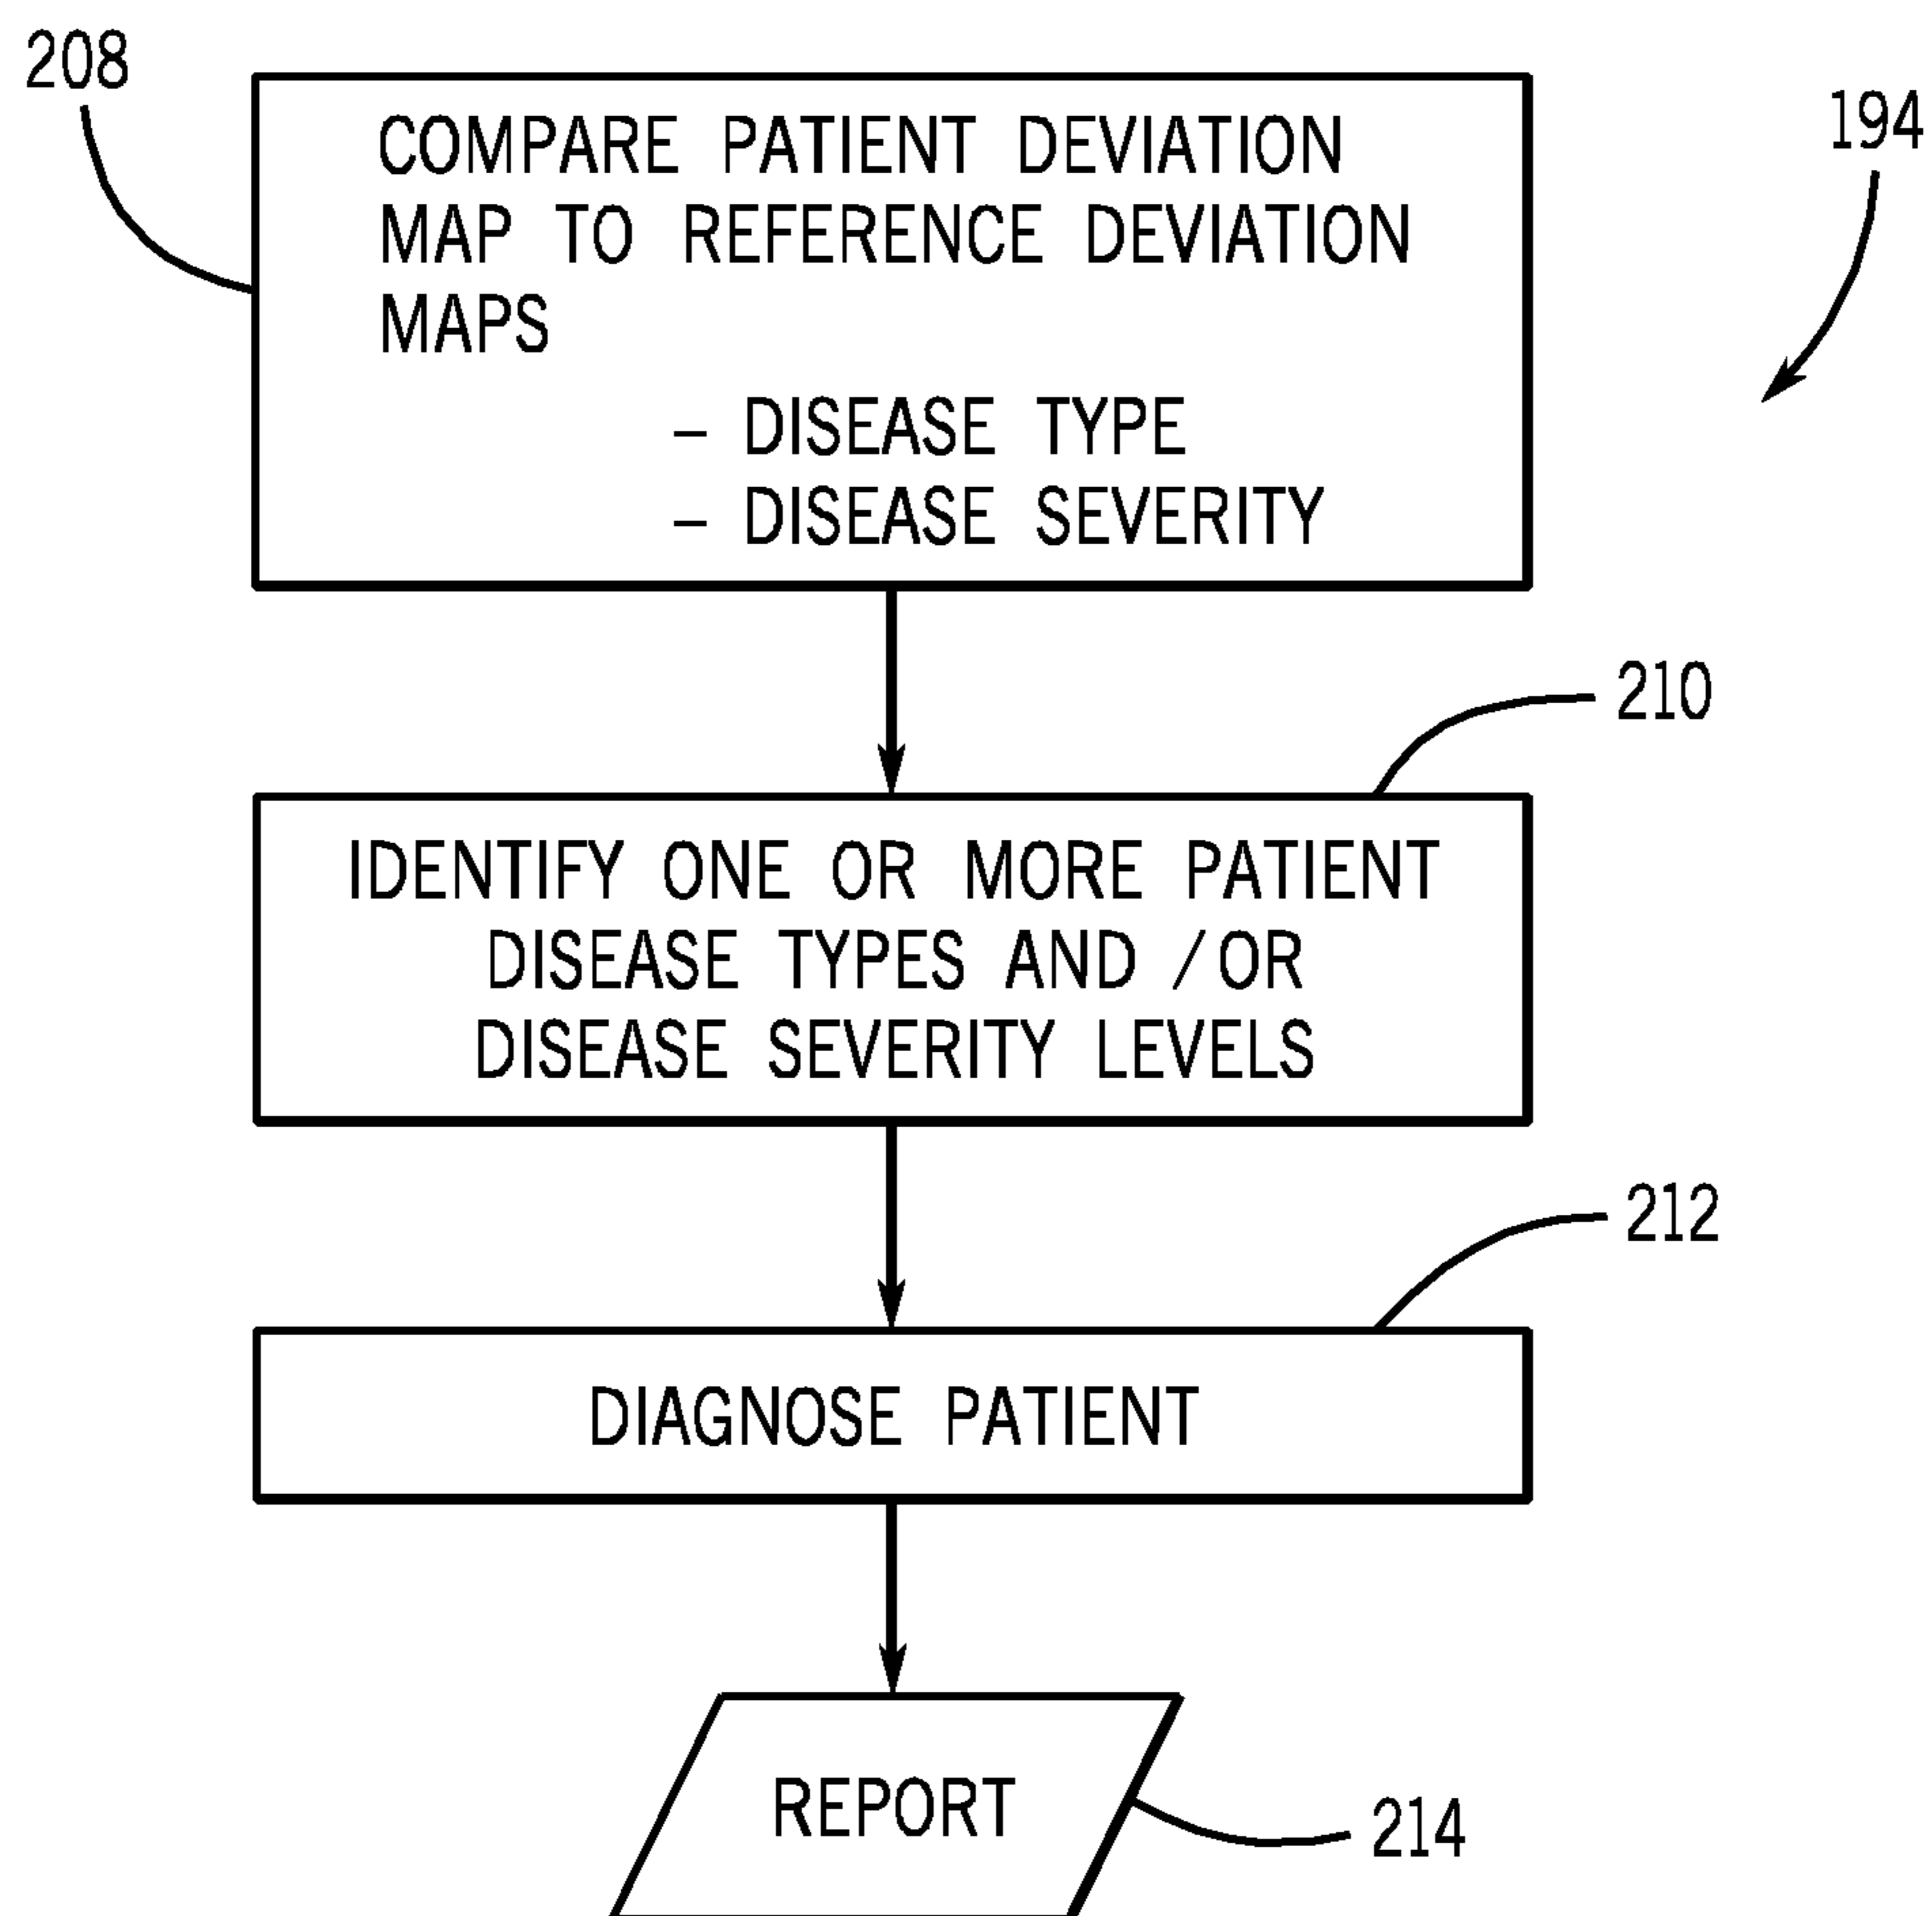 208
194
COMPARE PATIENT DEVIATION
MAP TO REFERENCE DEVIATION
MAPS
– DISEASE TYPE
– DISEASE SEVERITY
210
IDENTIFY ONE OR MORE PATIENT
DISEASE TYPES AND /OR
DISEASE SEVERITY LEVELS
212
DIAGNOSE PATIENT
REPORT
214